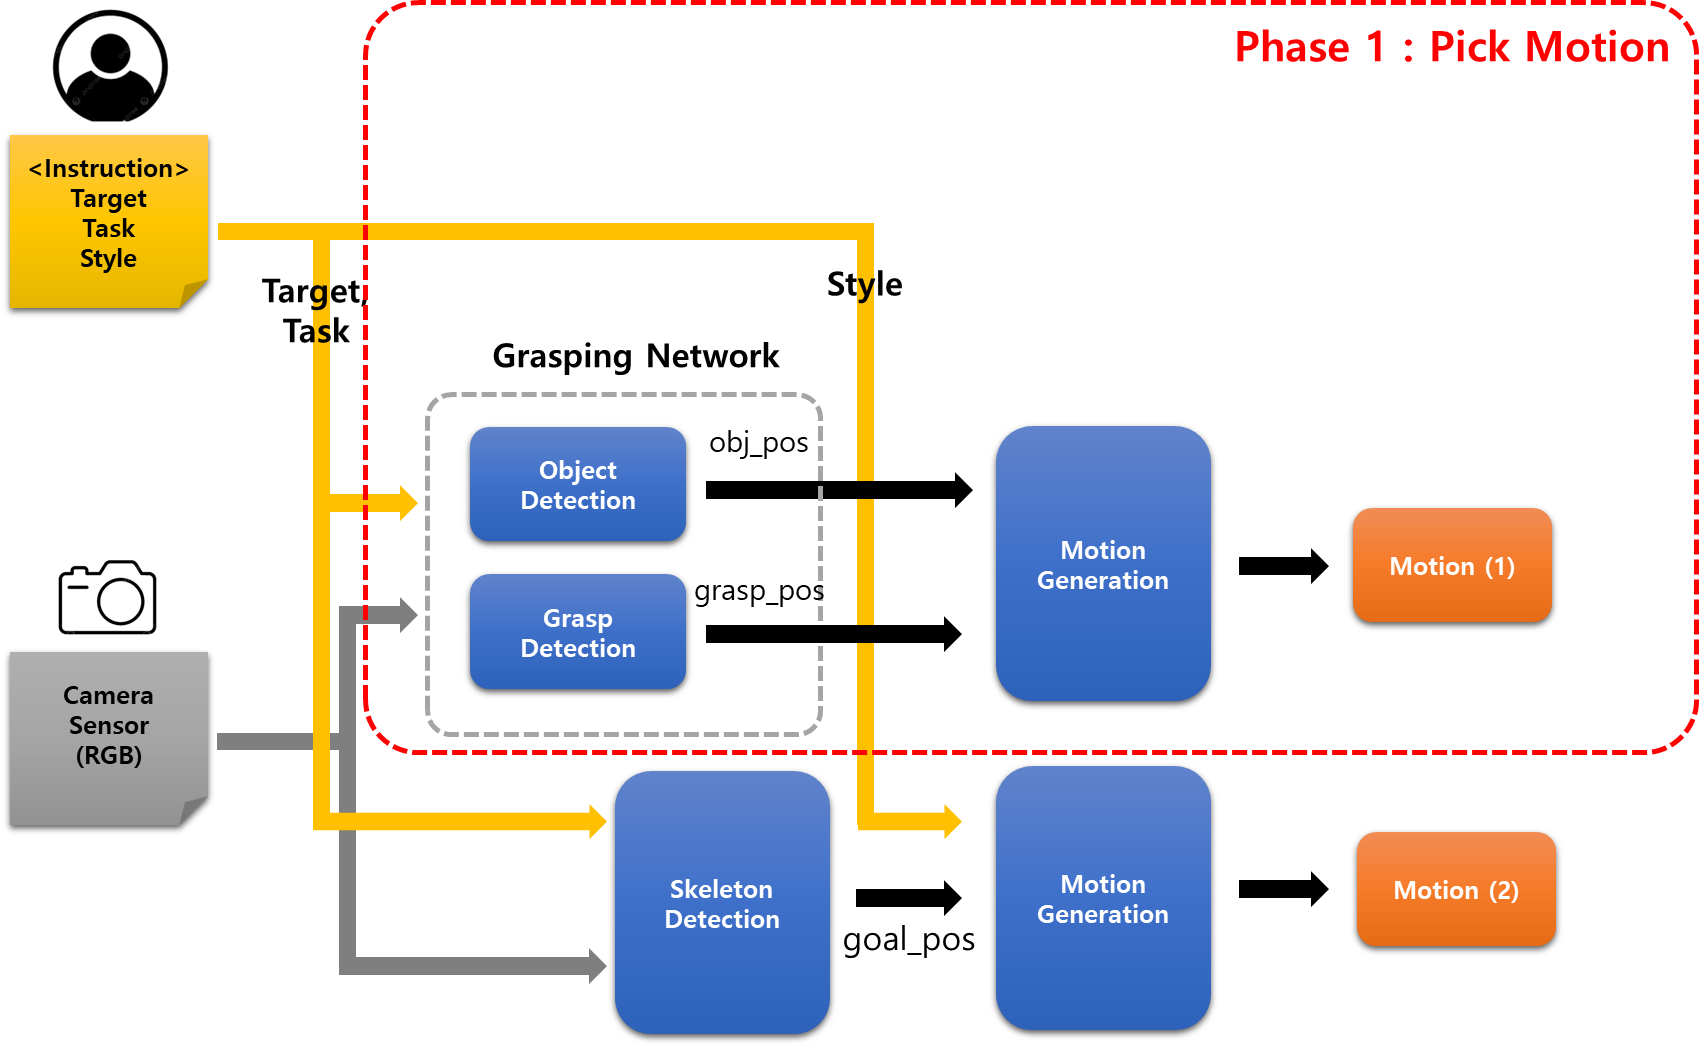 Phase 1 : Pick Motion
<Instruction>
Target
Task
Style
Target,
Task
Style
Grasping Network
Object
Detection
obj_pos
Grasp
Detection
grasp_pos
Motion
Generation
Motion (1)
Camera
Sensor
(RGB)
Skeleton
Detection
goal_pos
Motion
Generation
Motion (2)